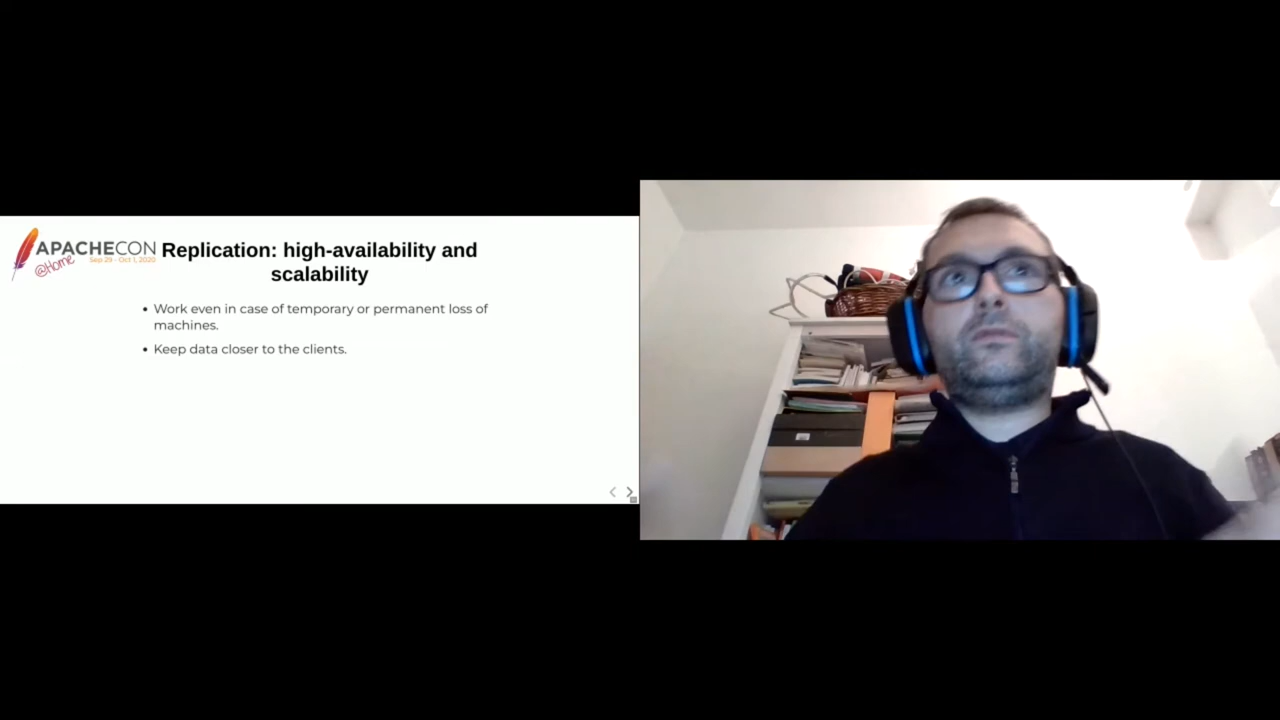 APACHECON
@Home
Sep 29 - Oct 1, 2020
Replication: high-availability and
scalability
• Work even in case of temporary or permanent loss of
machines.
• Keep data closer to the clients.